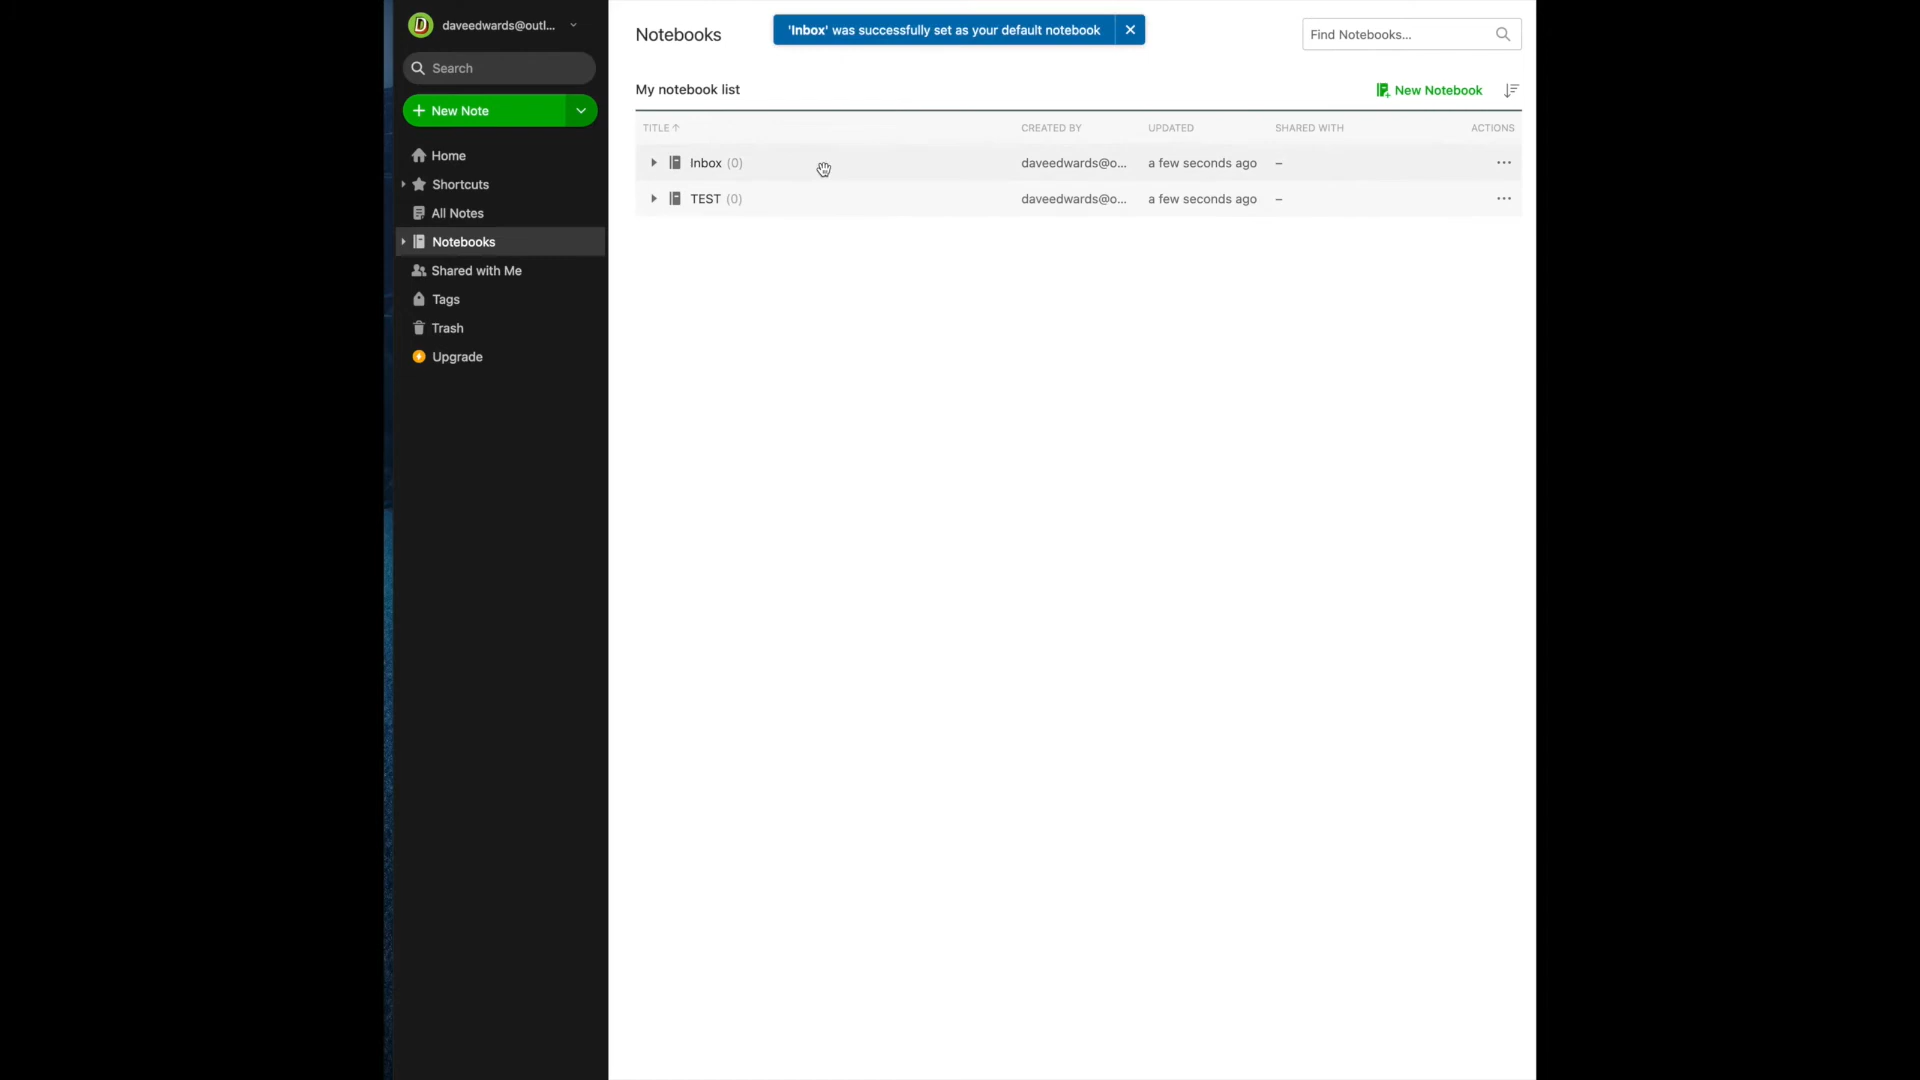 D daveedwards@outl...
Search
New Note
Home
Shortcuts
All Notes
Notebooks
Shared with Me
Tags
Trash
Upgrade
Notebooks
'Inbox' was successfully set as your default notebook
Find Notebooks...
My notebook list
New Notebook
TITLE CREATED BY UPDATED SHARED WITH ACTIONS
Inbox (0) daveedwards@o... a few seconds ago – ...
TEST (0) daveedwards@o... a few seconds ago – ...